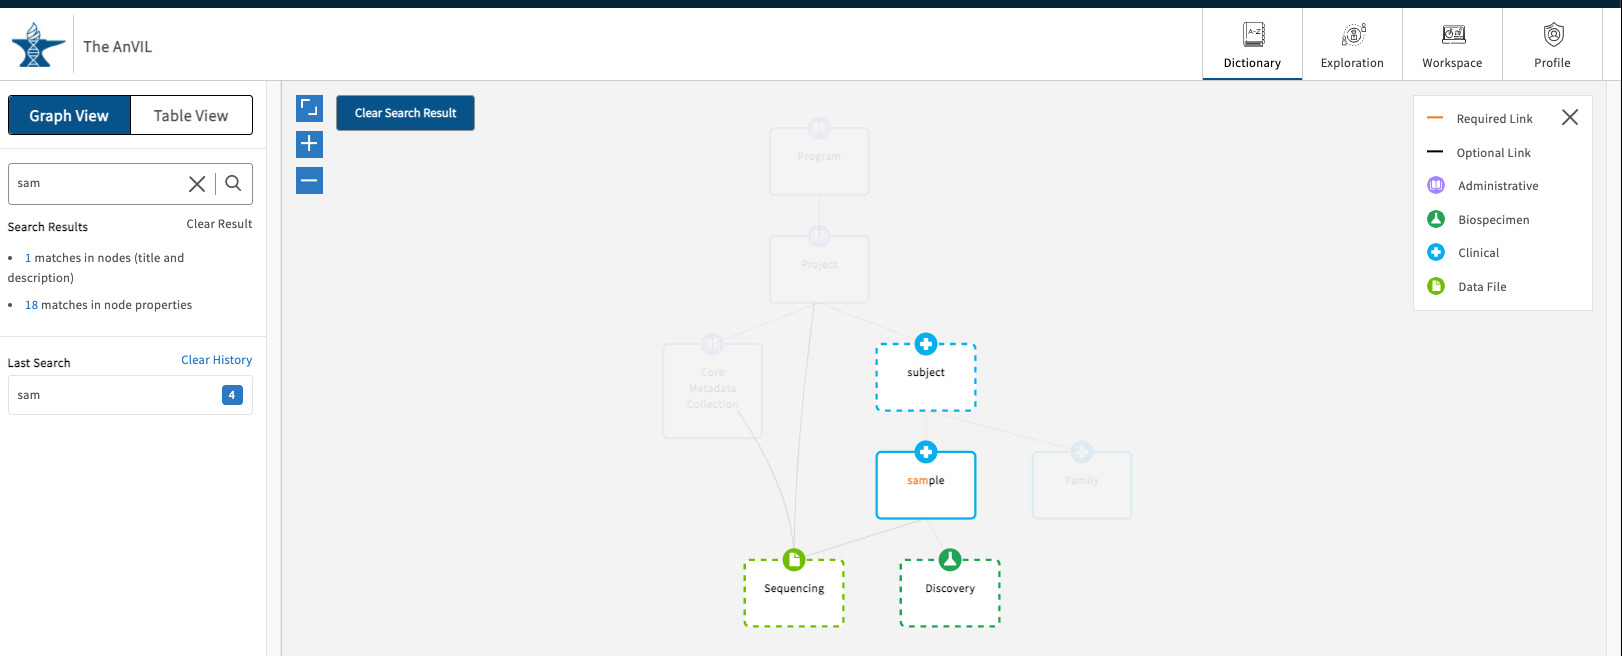 The AnVIL
A-Z
Dictionary
Exploration
Workspace
Profile
Graph View
Table View
sam
Search Results
Clear Result
1 matches in nodes (title and
description)
18 matches in node properties
Last Search
Clear History
sam
4
Clear Search Result
Program
Project
Core
Metadata
Collection
subject
sample
Family
Sequencing
Discovery
Required Link
Optional Link
Administrative
Biospecimen
Clinical
Data File